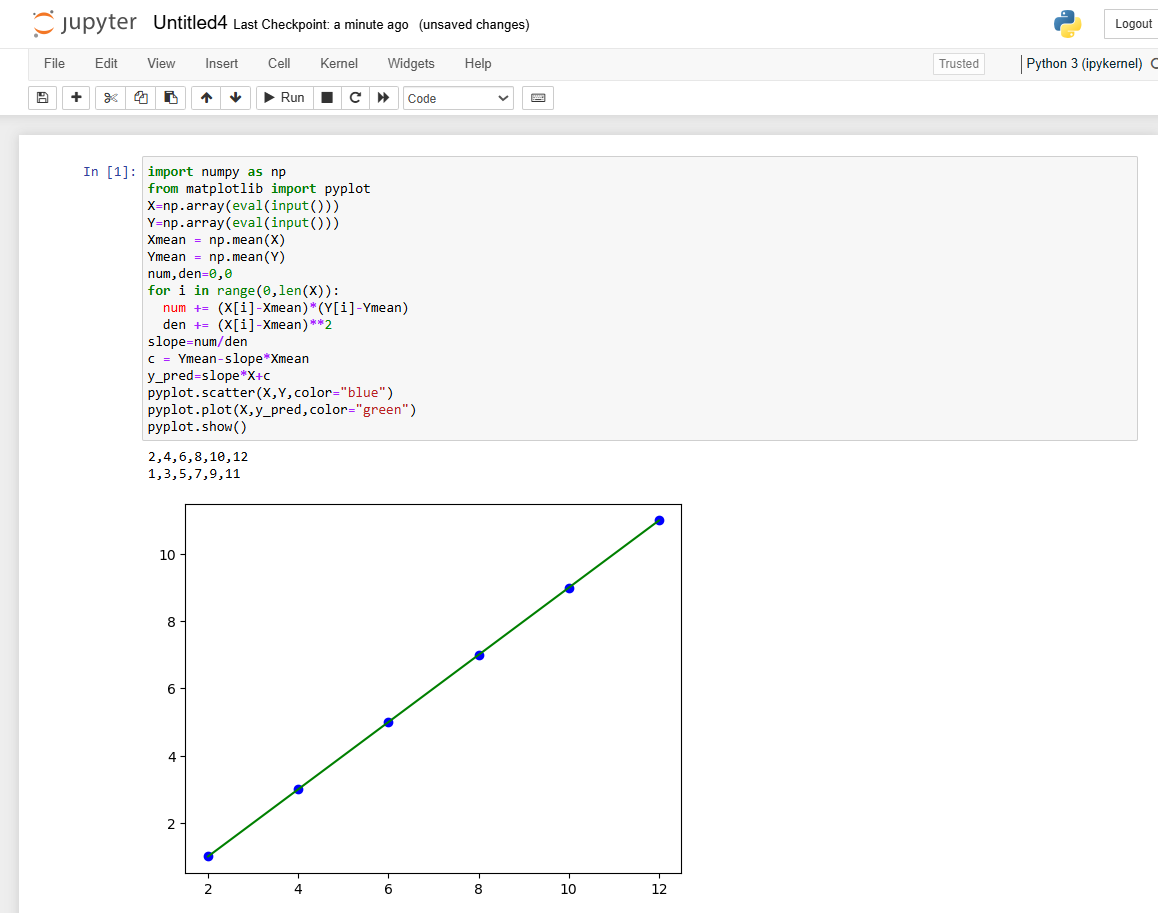 jupyter Untitled4 Last Checkpoint: a minute ago (unsaved changes) Logout
File Edit View Insert Cell Kernel Widgets Help Trusted Python 3 (ipykernel)
Run Code
In [1]: import numpy as np
from matplotlib import pyplot
X=np.array(eval(input()))
Y=np.array(eval(input()))
Xmean = np.mean(X)
Ymean = np.mean(Y)
num,den=0,0
for i in range(0,len(X)):
  num += (X[i]-Xmean)*(Y[i]-Ymean)
  den += (X[i]-Xmean)**2
slope=num/den
c = Ymean-slope*Xmean
y_pred=slope*X+c
pyplot.scatter(X,Y,color="blue")
pyplot.plot(X,y_pred,color="green")
pyplot.show()
2,4,6,8,10,12
1,3,5,7,9,11
10
8
6
4
2
2 4 6 8 10 12